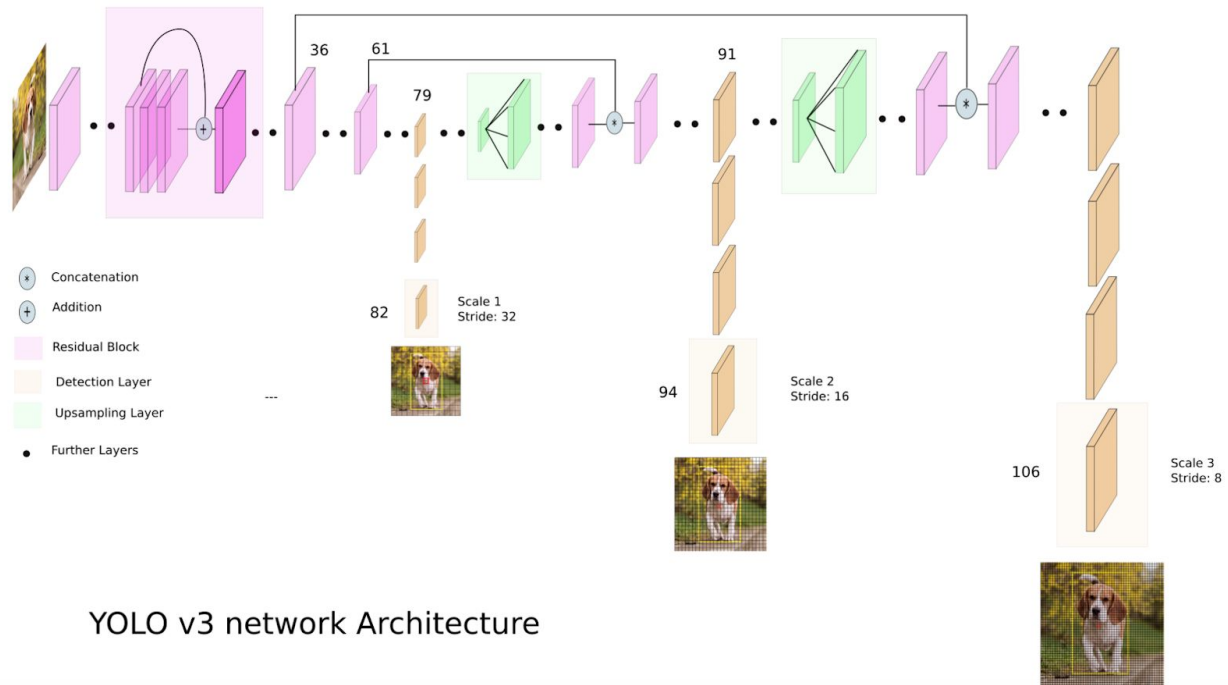 36
61
91
79
+
*
*
* Concatenation
+ Addition
Residual Block
Detection Layer
Upsampling Layer
Further Layers
---
82
Scale 1
Stride: 32
94
Scale 2
Stride: 16
106
Scale 3
Stride: 8
YOLO v3 network Architecture